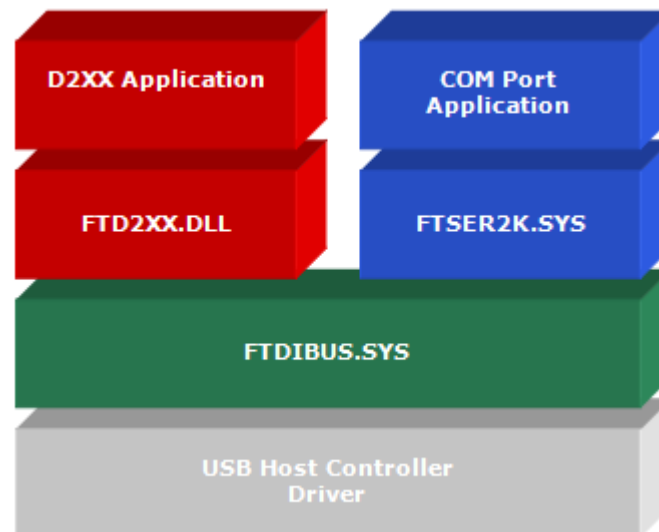 D2XX Application
COM Port
Application
FTD2XX.DLL
FTSER2K.SYS
FTDIBUS.SYS
USB Host Controller
Driver